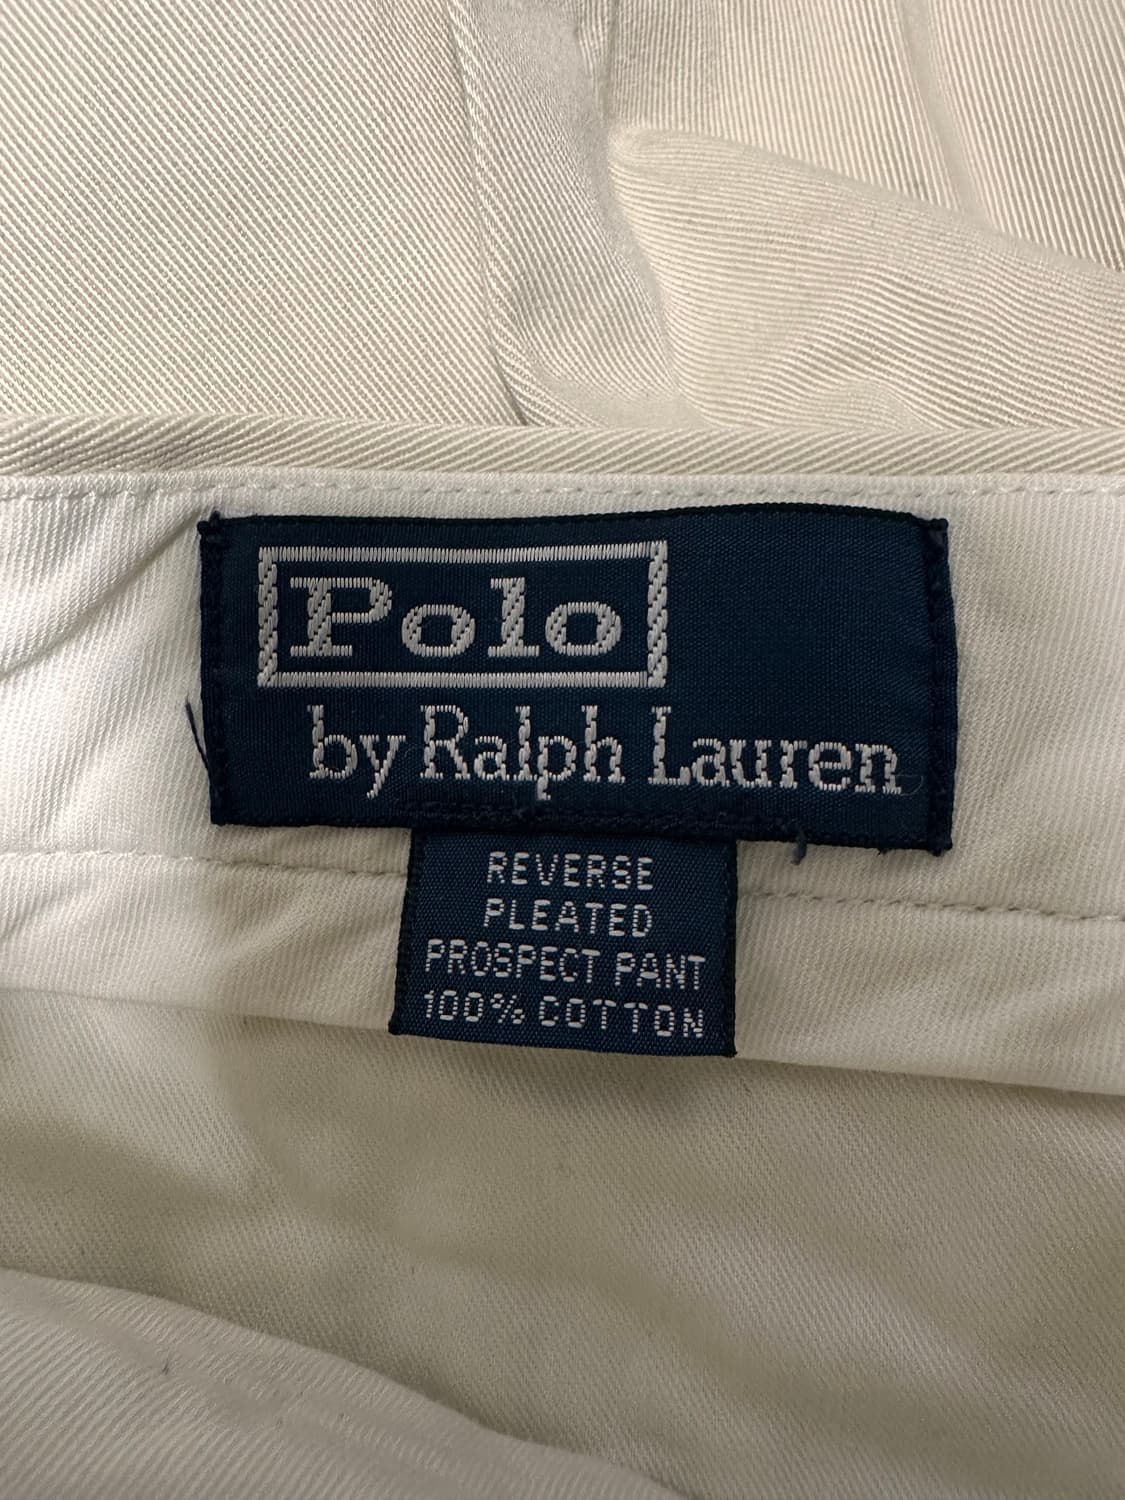 Polo
by Ralph Lauren
REVERSE
PLEATED
PROSPECT PANT
100% COTTON